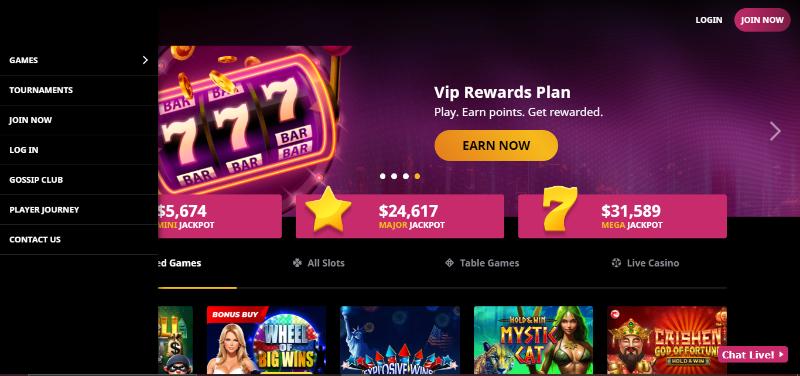 LOGIN
JOIN NOW
GAMES
TOURNAMENTS
JOIN NOW
LOG IN
GOSSIP CLUB
PLAYER JOURNEY
CONTACT US
BAR BAR
7 7 7
BAR BAR BAR
Vip Rewards Plan
Play. Earn points. Get rewarded.
EARN NOW
$5,674
MINI JACKPOT
$24,617
MAJOR JACKPOT
7
$31,589
MEGA JACKPOT
ed Games
All Slots
Table Games
Live Casino
BONUS BUY
WHEEL
OF
BIG WINS
EXPLOSIVE WINS
HOLD & WIN
MYSTIC
CAT
CAISHEN
GOD OF FORTUNE
HOLD & WIN
Chat Live!